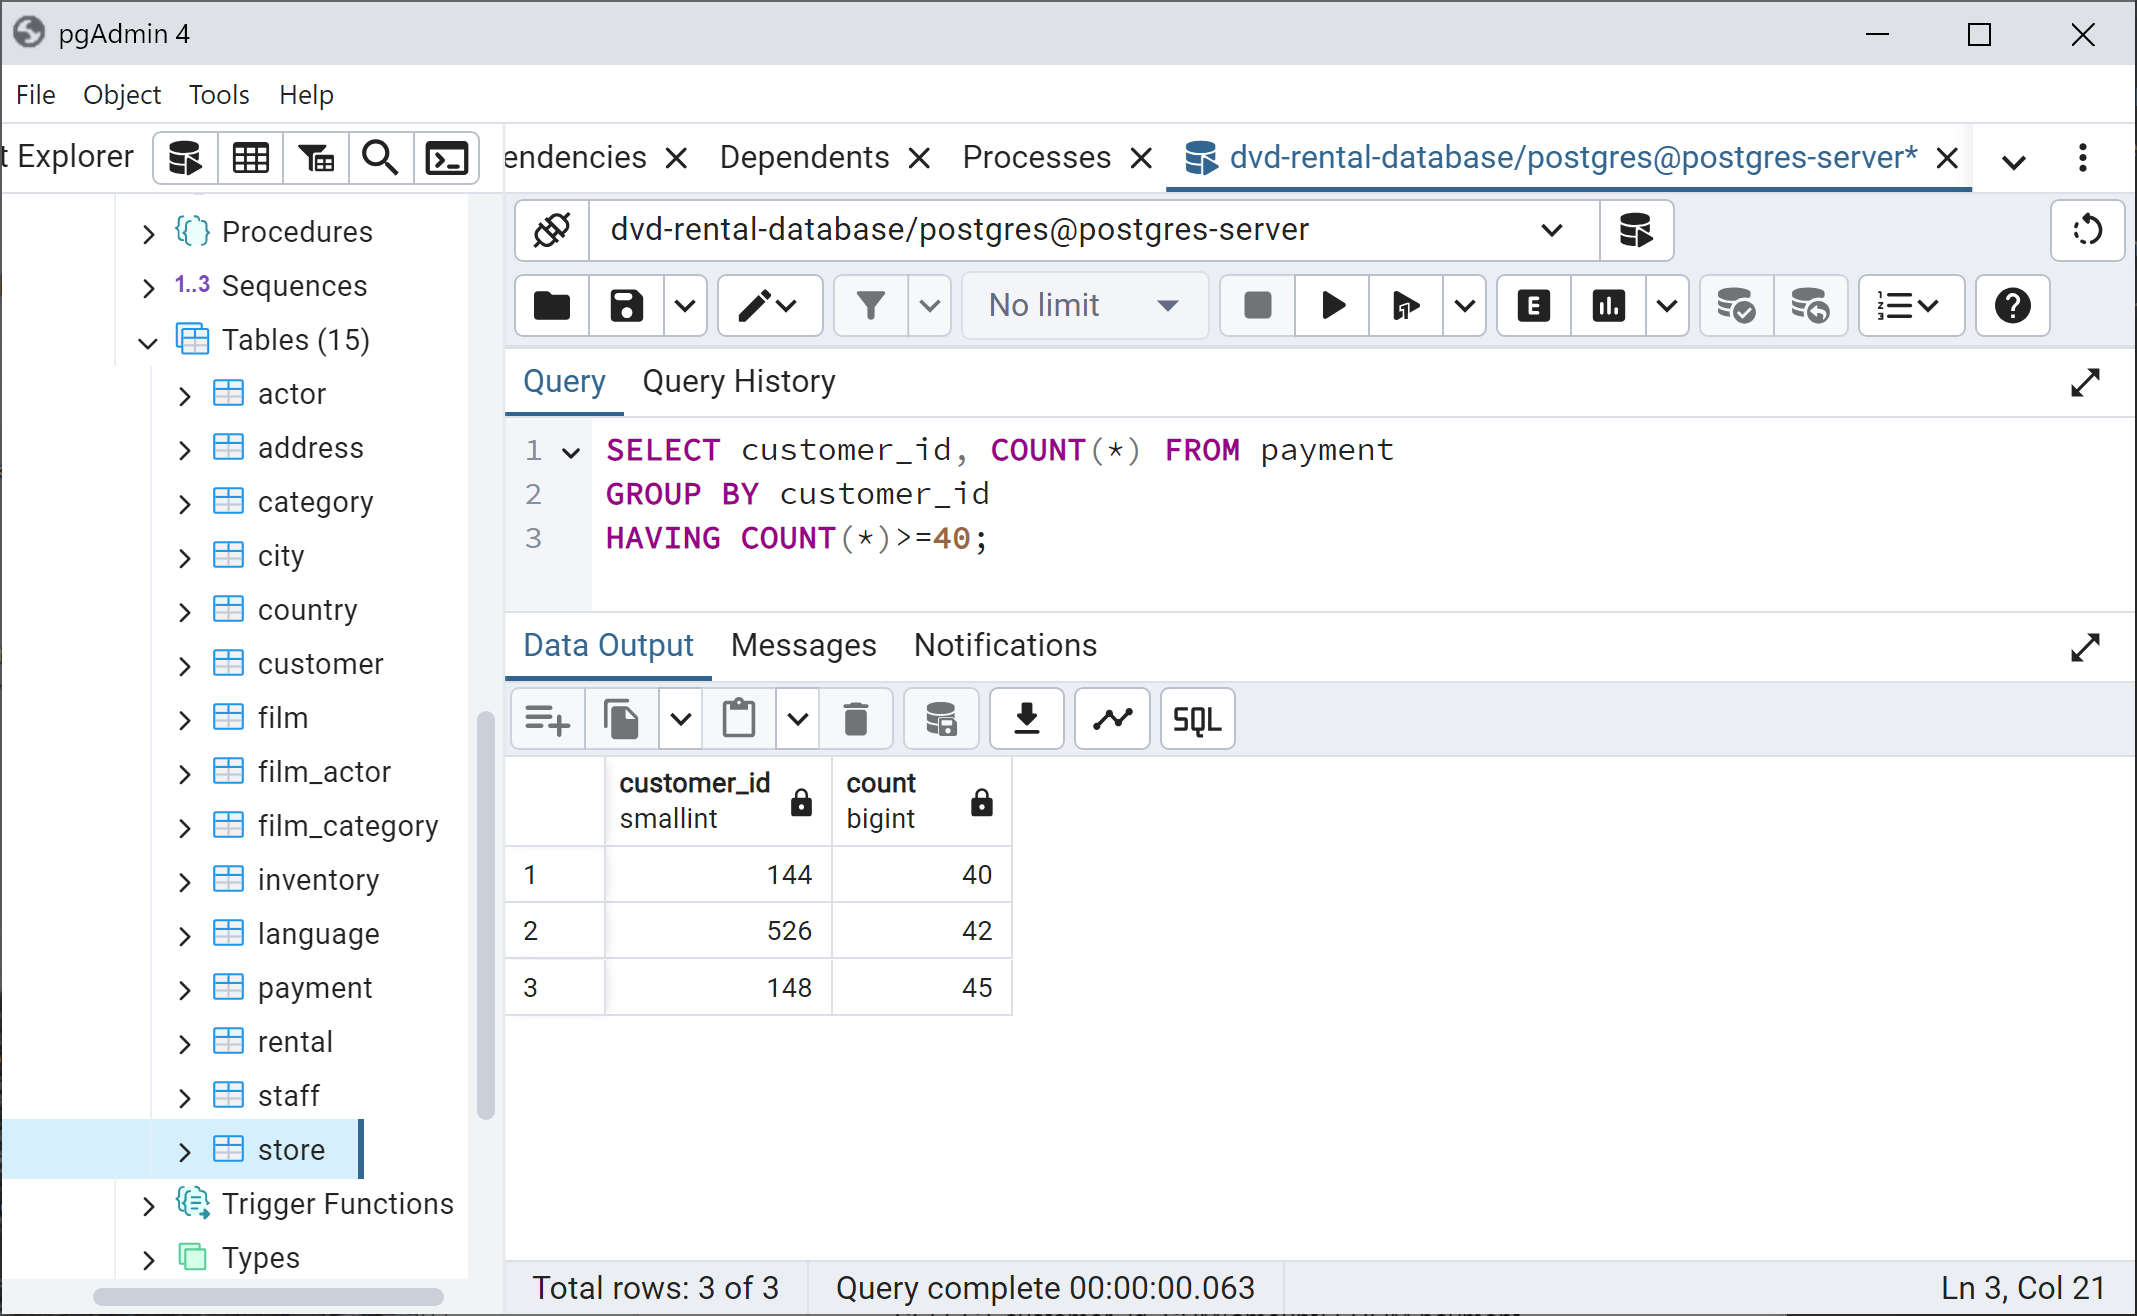 pgAdmin 4
File Object Tools Help
t Explorer
endencies Dependents Processes dvd-rental-database/postgres@postgres-server*
dvd-rental-database/postgres@postgres-server
No limit
E
Query Query History
1 SELECT customer_id, COUNT(*) FROM payment
2 GROUP BY customer_id
3 HAVING COUNT(*)>=40;
Data Output Messages Notifications
SQL
customer_id count
smallint bigint
1 144 40
2 526 42
3 148 45
Procedures
1..3 Sequences
Tables (15)
actor
address
category
city
country
customer
film
film_actor
film_category
inventory
language
payment
rental
staff
store
Trigger Functions
Types
Total rows: 3 of 3 Query complete 00:00:00.063 Ln 3, Col 21